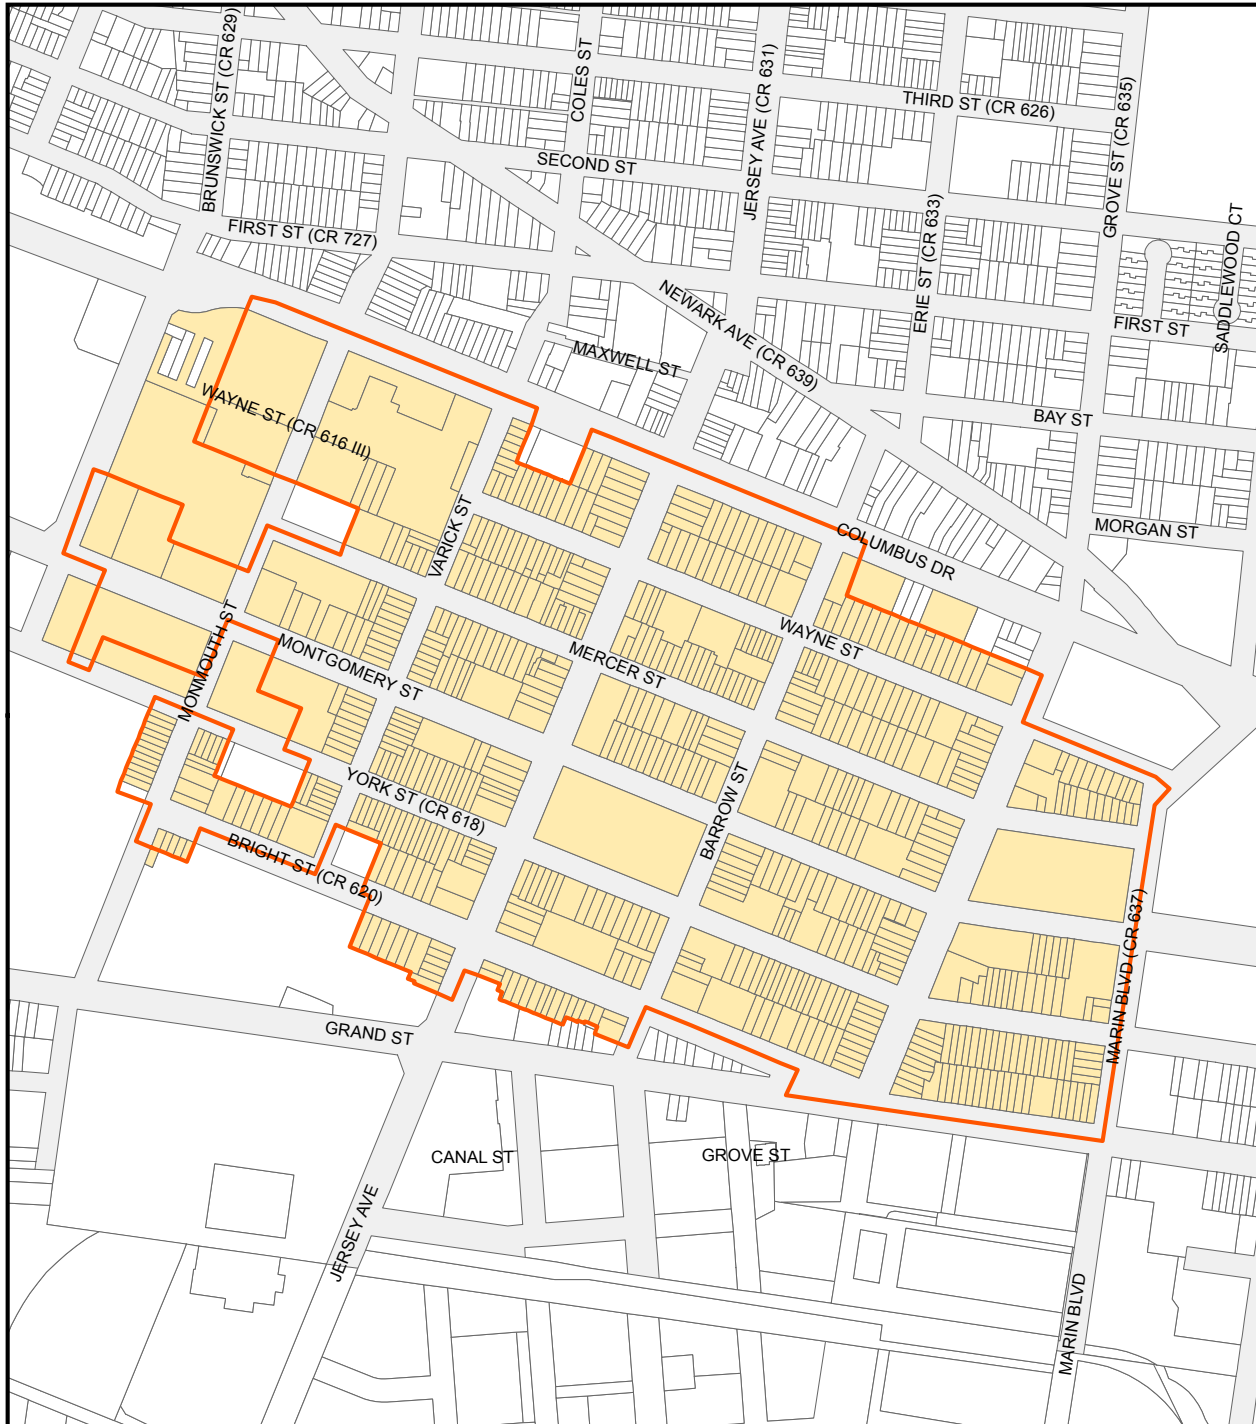 BRUNSWICK ST (CR 629)
COLES ST
JERSEY AVE (CR 631)
THIRD ST (CR 626)
GROVE ST (CR 635)
SECOND ST
FIRST ST (CR 727)
ERIE ST (CR 633)
SADDLEWOOD CT
NEWARK AVE (CR 639)
FIRST ST
MAXWELL ST
WAYNE ST (CR 616 III)
BAY ST
MORGAN ST
VARICK ST
COLUMBUS DR
WAYNE ST
MONMOUTH ST
MONTGOMERY ST
MERCER ST
YORK ST (CR 618)
BARROW ST
BRIGHT ST (CR 620)
MARIN BLVD (CR 637)
GRAND ST
CANAL ST
GROVE ST
JERSEY AVE
MARIN BLVD